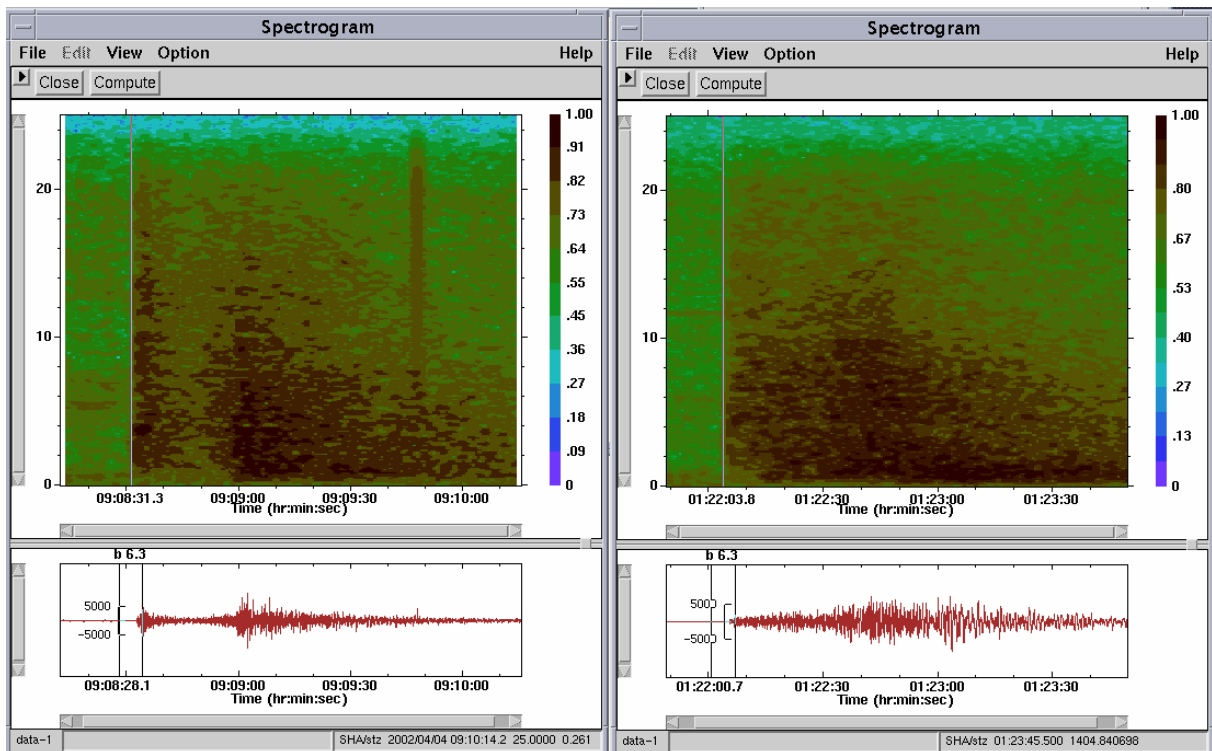 Spectrogram
File Edit View Option Help
Close Compute
1.00
.91
.82
.73
.64
.55
.45
.36
.27
.18
.09
0
20
10
0
09:08:31.3 09:09:00 09:09:30 09:10:00
Time (hr:min:sec)
b 6.3
5000
-5000
09:08:28.1 09:09:00 09:09:30 09:10:00
Time (hr:min:sec)
data-1 SHA/stz 2002/04/04 09:10:14.2 25.0000 0.261
Spectrogram
File Edit View Option Help
Close Compute
1.00
.80
.67
.53
.40
.27
.13
0
20
10
0
01:22:03.8 01:22:30 01:23:00 01:23:30
Time (hr:min:sec)
b 6.3
5000
-5000
01:22:00.7 01:22:30 01:23:00 01:23:30
Time (hr:min:sec)
data-1 SHA/stz 01:23:45.500 1404.840698